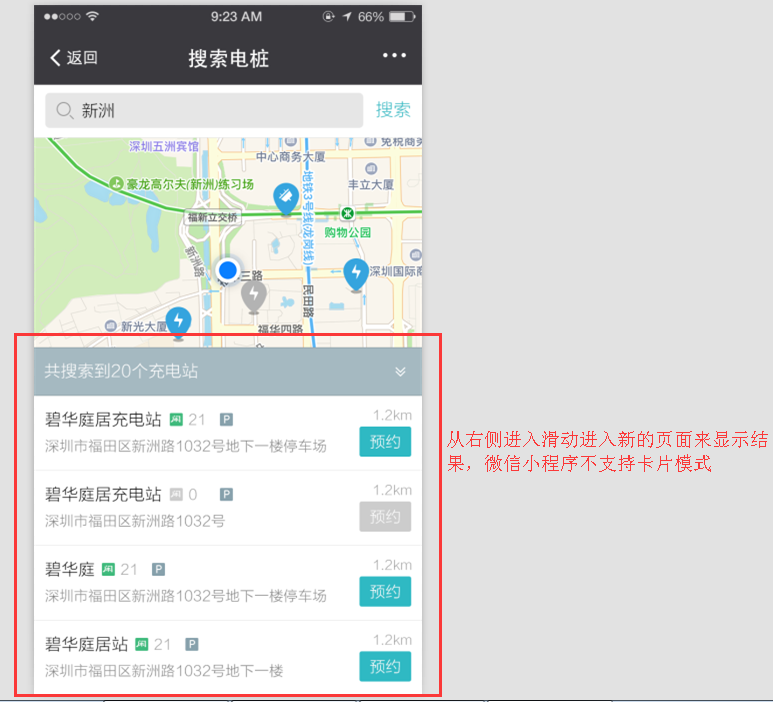 9:23 AM
66%
返回
搜索电桩
新洲
搜索
深圳五洲宾馆
免税商务
中心商务大厦
豪龙高尔夫(新洲)练习场
丰立大厦
地铁3号线(龙岗线)
福新立交桥
购物公园
新洲路
三路
深圳国际商
民田路
新光大厦
福华四路
共搜索到20个充电站
碧华庭居充电站 闲 21 P
1.2km
深圳市福田区新洲路1032号地下一楼停车场
预约
从右侧进入滑动进入新的页面来显示结
果，微信小程序不支持卡片模式
碧华庭居充电站 闲 0 P
1.2km
深圳市福田区新洲路1032号
预约
碧华庭 闲 21 P
1.2km
深圳市福田区新洲路1032号地下一楼停车场
预约
碧华庭居站 闲 21 P
1.2km
深圳市福田区新洲路1032号地下一楼
预约